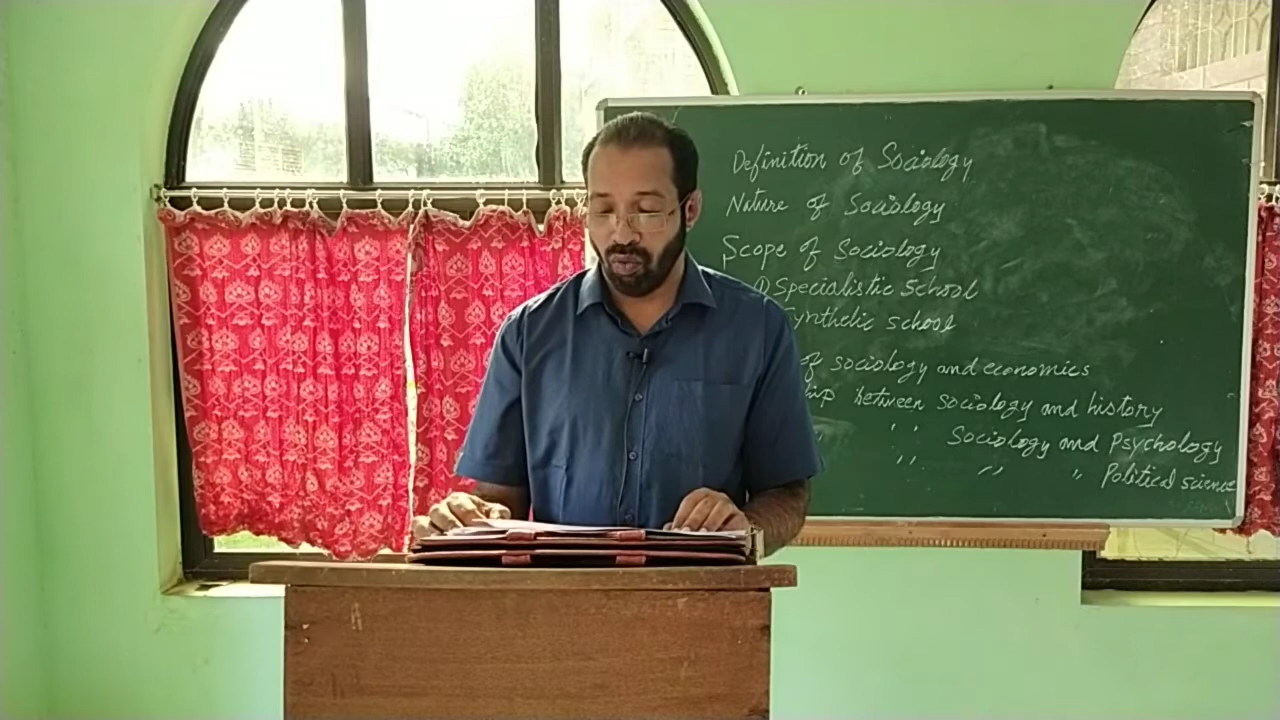 Definition of Sociology
Nature of Sociology
Scope of Sociology
1) Specialistic School
Synthetic school
of sociology and economics
between sociology and history
" Sociology and Psychology
" " " Political science